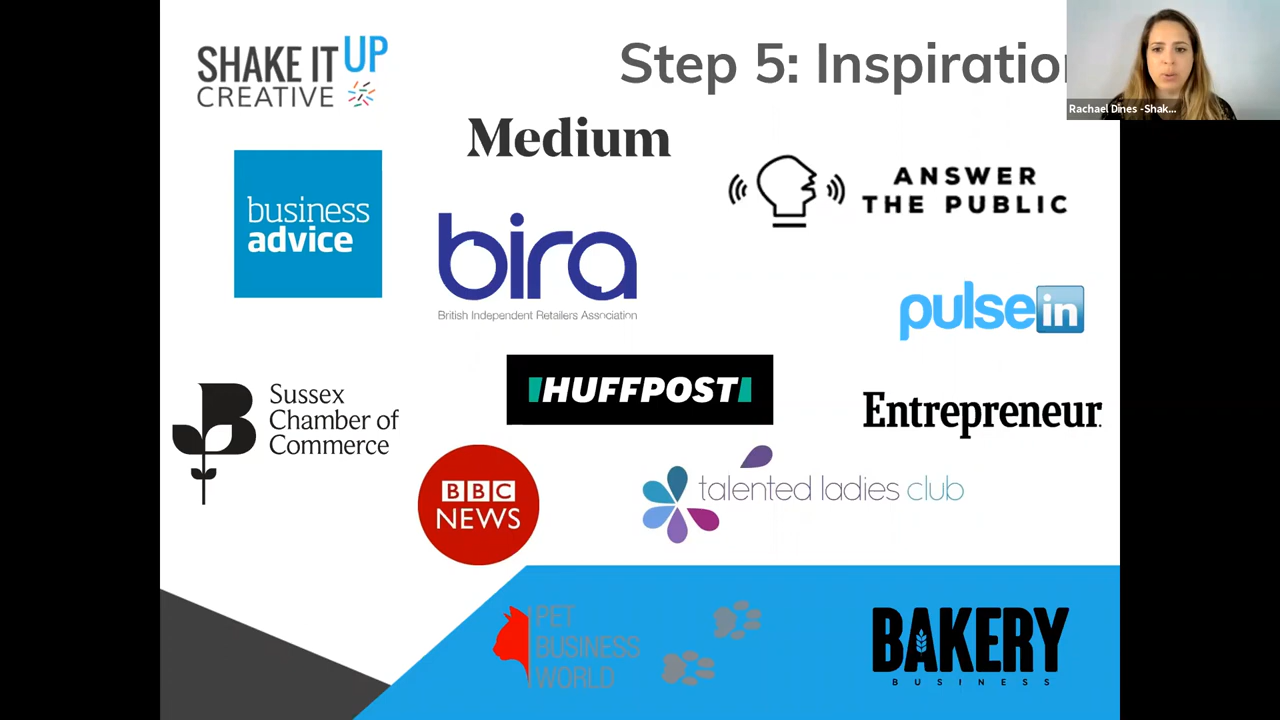 SHAKE IT UP
CREATIVE
Step 5: Inspiratio
Rachael Dines -Shak...
Medium
ANSWER
THE PUBLIC
business
advice
bira
British Independent Retailers Association
pulse in
HUFFPOST
Sussex
Chamber of
Commerce
Entrepreneur.
BBC
NEWS
talented ladies club
PET
BUSINESS
WORLD
BAKERY
BUSINESS